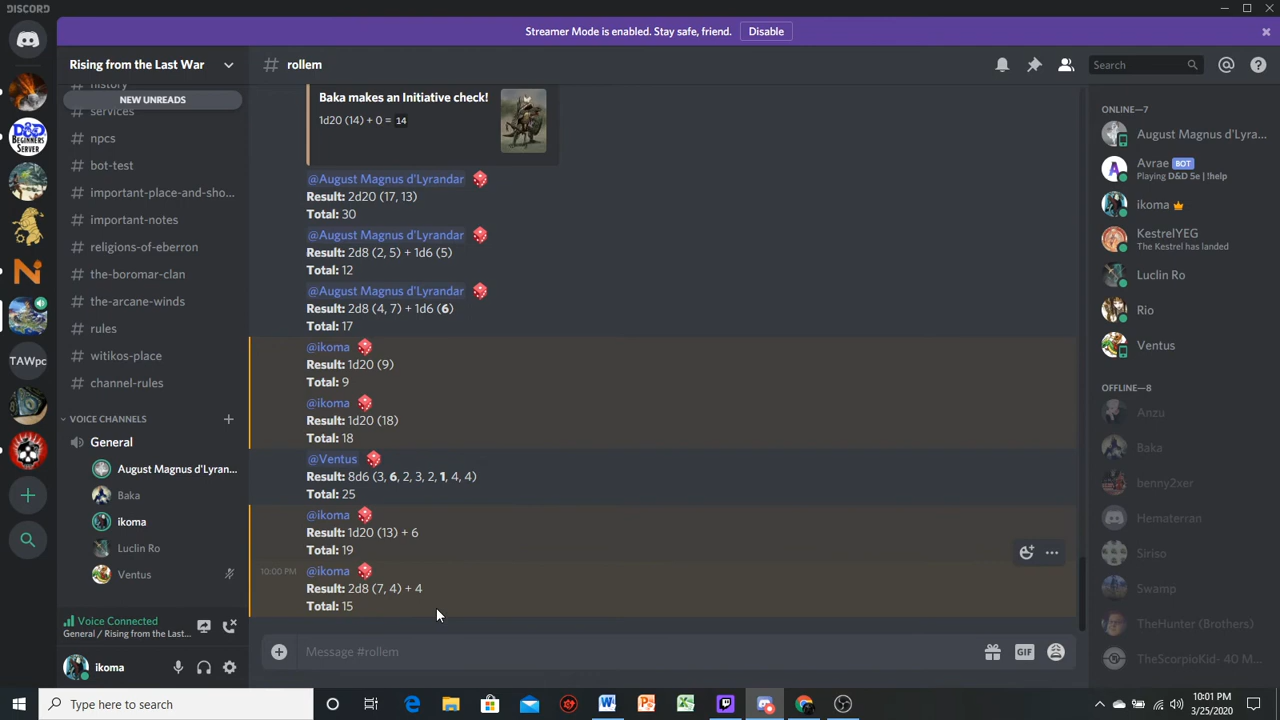 DISCORD
Streamer Mode is enabled. Stay safe, friend. Disable
Rising from the Last War
# rollem
Search
history
NEW UNREADS
services
# npcs
# bot-test
# important-place-and-sho...
# important-notes
# religions-of-eberron
# the-boromar-clan
# the-arcane-winds
# rules
# witikos-place
# channel-rules
VOICE CHANNELS
General
August Magnus d'Lyran...
Baka
ikoma
Luclin Ro
Ventus
Voice Connected
General / Rising from the Last...
ikoma
TAWpc
Baka makes an Initiative check!
1d20 (14) + 0 = 14
@August Magnus d'Lyrandar
Result: 2d20 (17, 13)
Total: 30
@August Magnus d'Lyrandar
Result: 2d8 (2, 5) + 1d6 (5)
Total: 12
@August Magnus d'Lyrandar
Result: 2d8 (4, 7) + 1d6 (6)
Total: 17
@ikoma
Result: 1d20 (9)
Total: 9
@ikoma
Result: 1d20 (18)
Total: 18
@Ventus
Result: 8d6 (3, 6, 2, 3, 2, 1, 4, 4)
Total: 25
@ikoma
Result: 1d20 (13) + 6
Total: 19
10:00 PM @ikoma
Result: 2d8 (7, 4) + 4
Total: 15
Message #rollem
GIF
ONLINE—7
August Magnus d'Lyra...
Avrae BOT
Playing D&D 5e | !help
ikoma
KestrelYEG
The Kestrel has landed
Luclin Ro
Rio
Ventus
OFFLINE—8
Anzu
Baka
benny2xer
Hematerran
Siriso
Swamp
TheHunter (Brothers)
TheScorpioKid- 40 M...
Type here to search
10:01 PM
3/25/2020